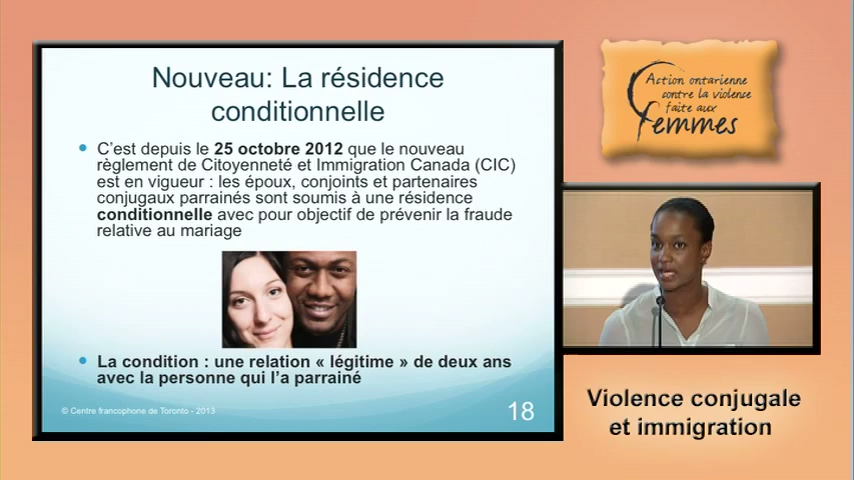 Nouveau: La résidence
conditionnelle
C'est depuis le 25 octobre 2012 que le nouveau
règlement de Citoyenneté et Immigration Canada (CIC)
est en vigueur : les époux, conjoints et partenaires
conjugaux parrainés sont soumis à une résidence
conditionnelle avec pour objectif de prévenir la fraude
relative au mariage
La condition : une relation « légitime » de deux ans
avec la personne qui l'a parrainé
© Centre francophone de Toronto - 2013
18
Action ontarienne
contre la violence
faite aux
femmes
Violence conjugale
et immigration